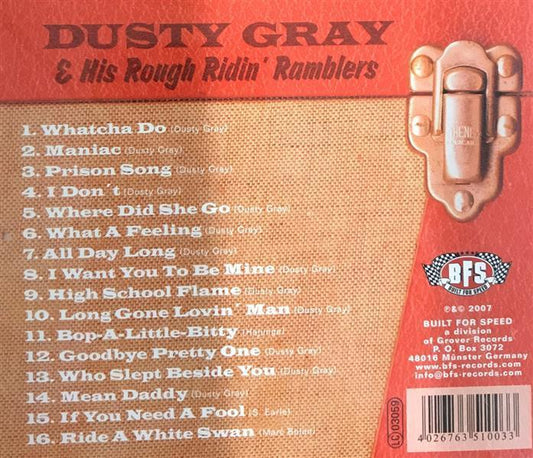 DUSTY GRAY
& His Rough Ridin' Ramblers
1. Whatcha Do (Dusty Gray)
2. Maniac (Dusty Gray)
3. Prison Song (Dusty Gray)
4. I Don´t (Dusty Gray)
5. Where Did She Go (Dusty Gray)
6. What A Feeling (Dusty Gray)
7. All Day Long (Dusty Gray)
8. I Want You To Be Mine (Dusty Gray)
9. High School Flame (Dusty Gray)
10. Long Gone Lovin´ Man (Dusty Gray)
11. Bop-A-Little-Bitty
12. Goodbye Pretty One (Dusty Gray)
13. Who Slept Beside You (Dusty Gray)
14. Mean Daddy (Dusty Gray)
15. If You Need A Fool (S. Earle)
16. Ride A White Swan (Marc Bolan)
BFS
BUILT FOR SPEED
℗&© 2007
BUILT FOR SPEED
a division
of Grover Records
P. O. Box 3072
48016 Münster Germany
www.bfs-records.com
info@bfs-records.com
LC 03059
4 026763 510033